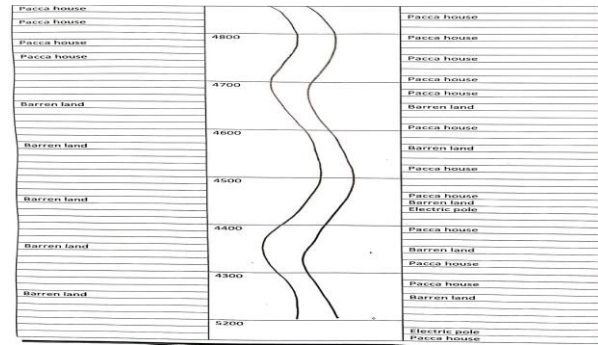 Pacca house
Pacca house
Pacca house
Pacca house
Barren land
Barren land
Barren land
Barren land
Barren land
4800
4700
4600
4500
4400
4300
5200
Pacca house
Pacca house
Pacca house
Pacca house
Pacca house
Barren land
Pacca house
Barren land
Pacca house
Pacca house
Barren land
Electric pole
Pacca house
Barren land
Pacca house
Pacca house
Barren land
Electric pole
Pacca house